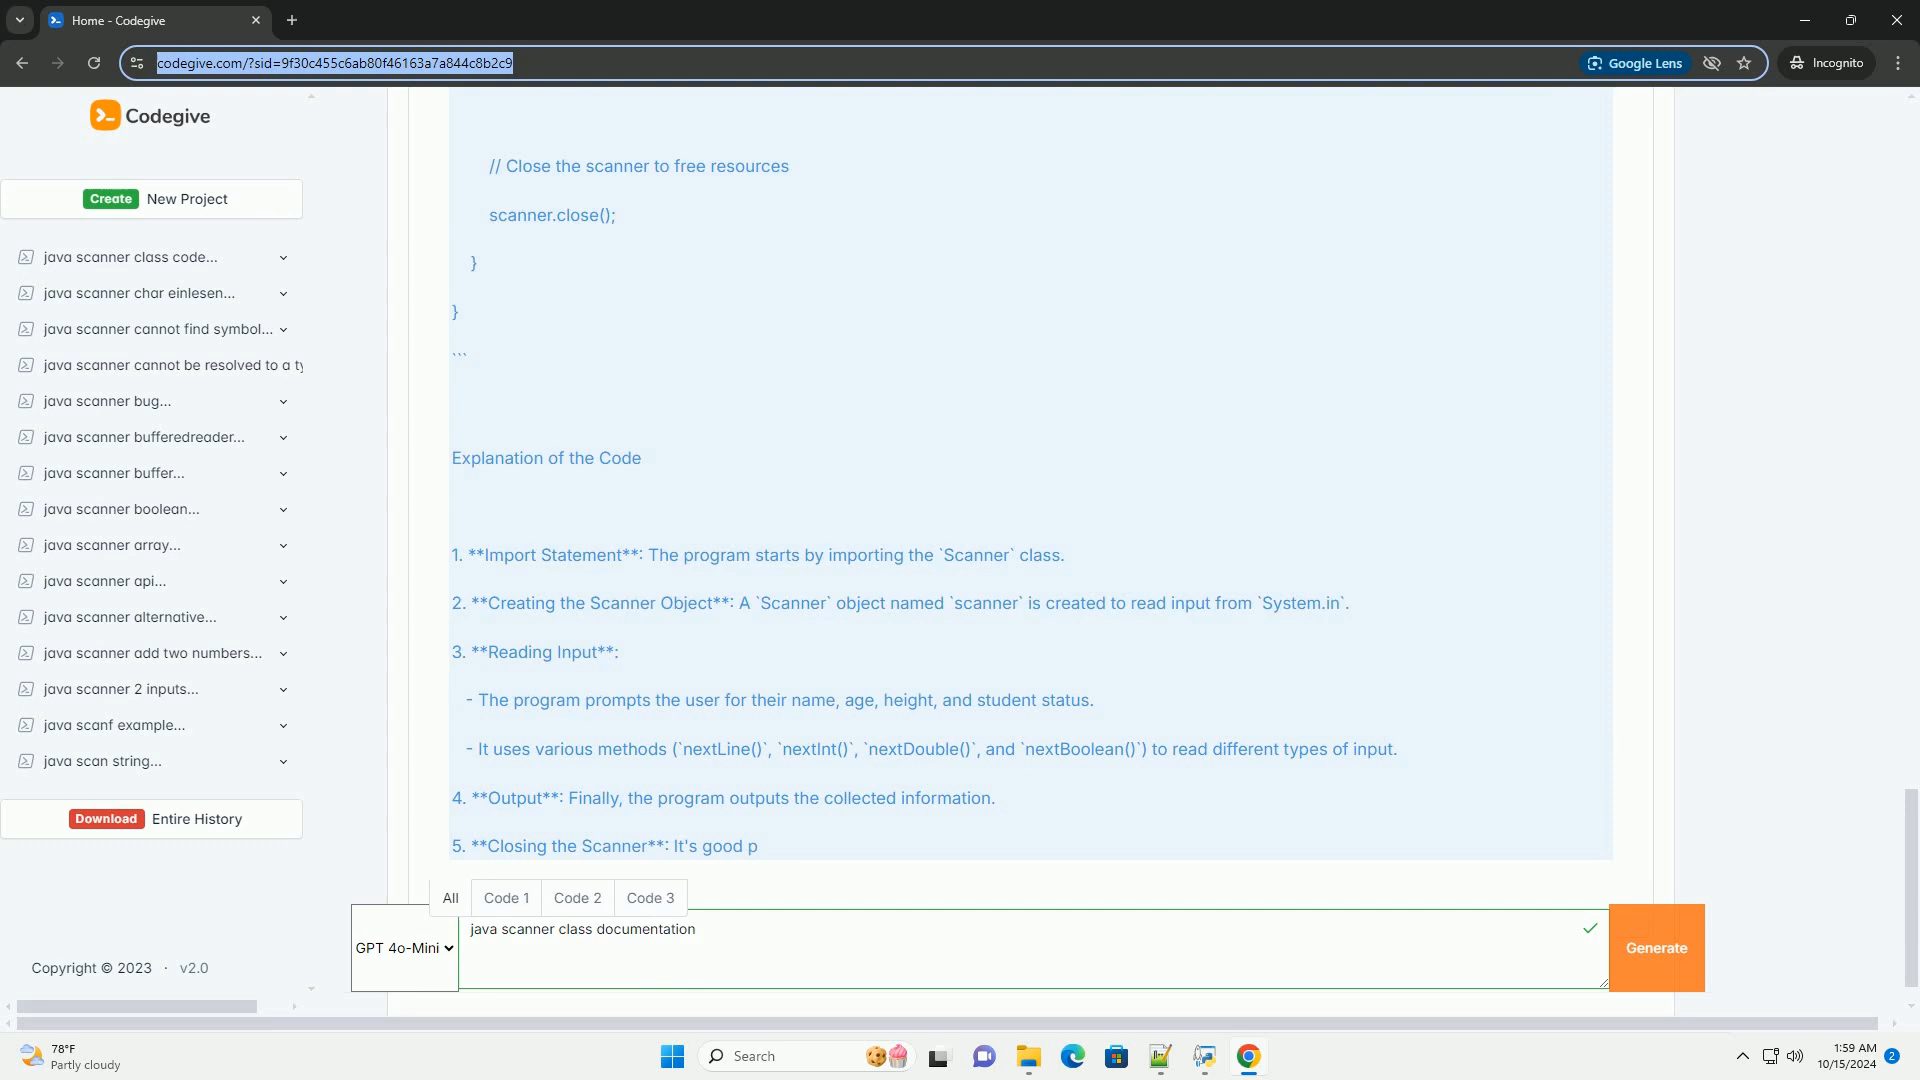 Home - Codegive
codegive.com/?sid=9f30c455c6ab80f46163a7a844c8b2c9
Google Lens
Incognito
Codegive
Create New Project
java scanner class code...
java scanner char einlesen...
java scanner cannot find symbol...
java scanner cannot be resolved to a ty
java scanner bug...
java scanner bufferedreader...
java scanner buffer...
java scanner boolean...
java scanner array...
java scanner api...
java scanner alternative...
java scanner add two numbers...
java scanner 2 inputs...
java scanf example...
java scan string...
Download Entire History
Copyright © 2023 · v2.0
// Close the scanner to free resources
scanner.close();
}
}
```
Explanation of the Code
1. **Import Statement**: The program starts by importing the `Scanner` class.
2. **Creating the Scanner Object**: A `Scanner` object named `scanner` is created to read input from `System.in`.
3. **Reading Input**:
- The program prompts the user for their name, age, height, and student status.
- It uses various methods (`nextLine()`, `nextInt()`, `nextDouble()`, and `nextBoolean()`) to read different types of input.
4. **Output**: Finally, the program outputs the collected information.
5. **Closing the Scanner**: It's good p
All Code 1 Code 2 Code 3
GPT 4o-Mini
java scanner class documentation
Generate
78°F
Partly cloudy
Search
1:59 AM
10/15/2024
2